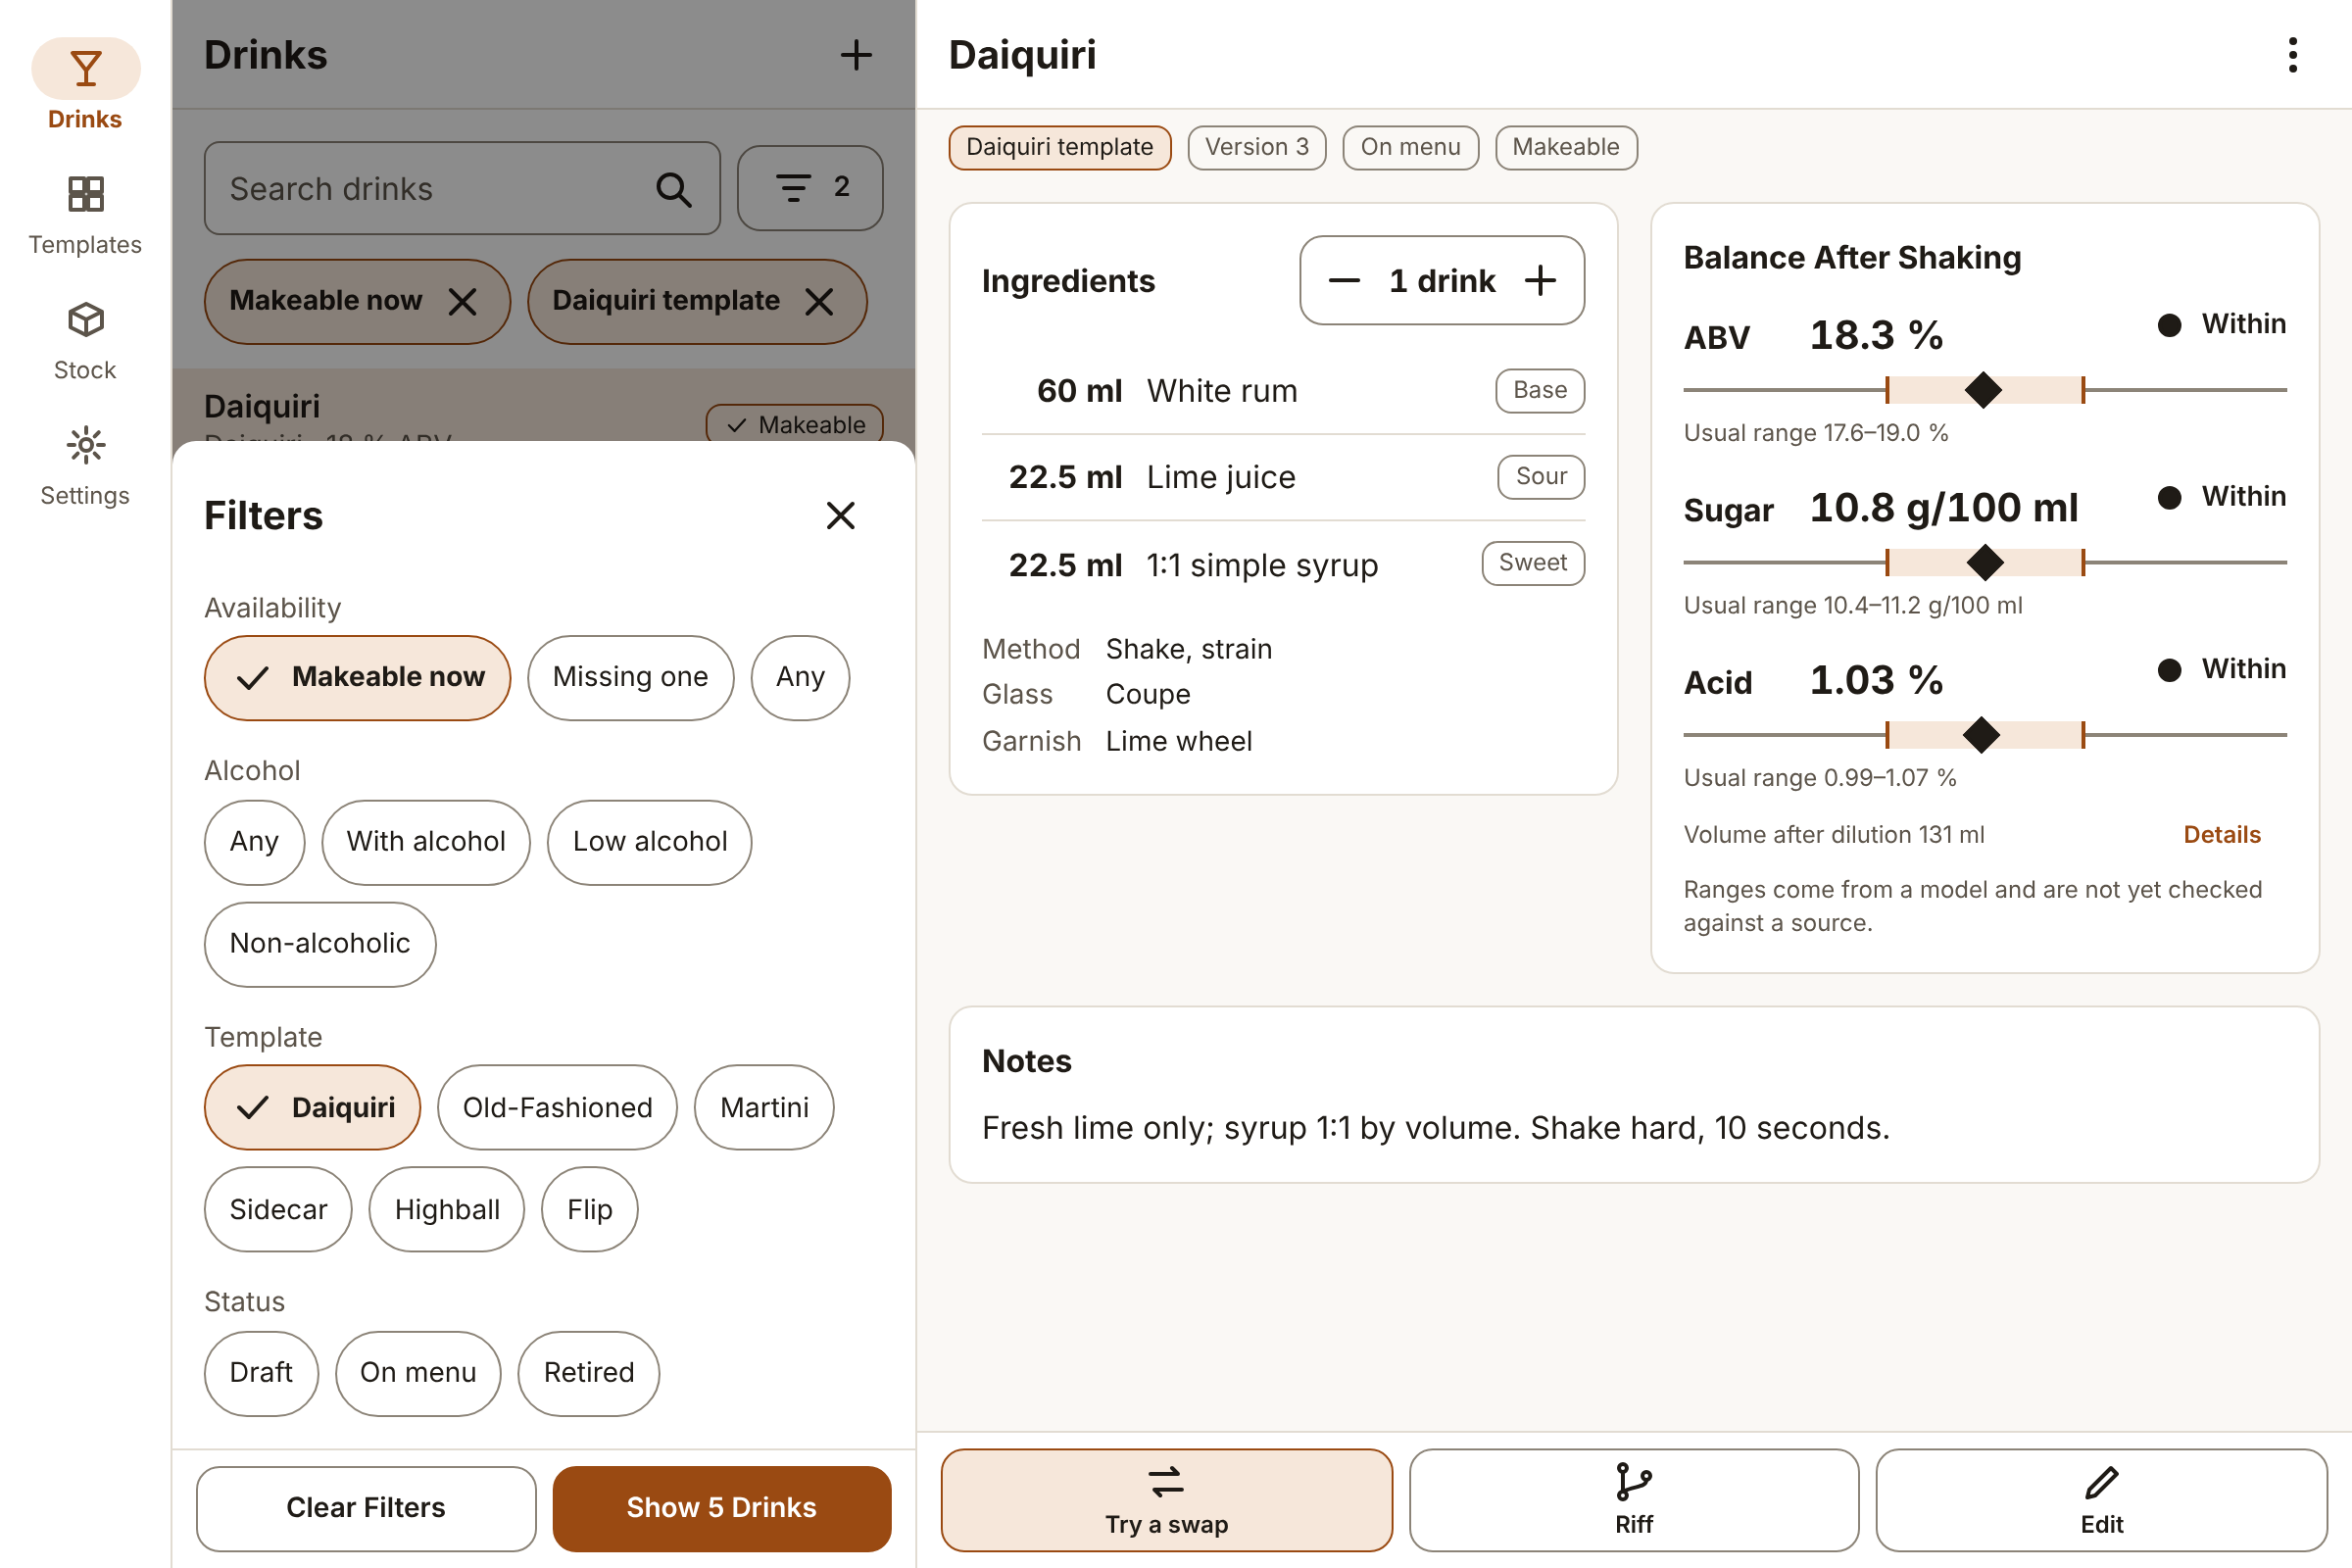 Drinks
Templates
Stock
Settings
Drinks
Search drinks
2
Makeable now
Daiquiri template
Daiquiri
Makeable
Daiquiri · 18 % ABV
Filters
Availability
Makeable now
Missing one
Any
Alcohol
Any
With alcohol
Low alcohol
Non-alcoholic
Template
Daiquiri
Old-Fashioned
Martini
Sidecar
Highball
Flip
Status
Draft
On menu
Retired
Clear Filters
Show 5 Drinks
Daiquiri
Daiquiri template
Version 3
On menu
Makeable
Ingredients
1 drink
60 ml White rum Base
22.5 ml Lime juice Sour
22.5 ml 1:1 simple syrup Sweet
Method Shake, strain
Glass Coupe
Garnish Lime wheel
Balance After Shaking
ABV 18.3 % Within
Usual range 17.6–19.0 %
Sugar 10.8 g/100 ml Within
Usual range 10.4–11.2 g/100 ml
Acid 1.03 % Within
Usual range 0.99–1.07 %
Volume after dilution 131 ml Details
Ranges come from a model and are not yet checked
against a source.
Notes
Fresh lime only; syrup 1:1 by volume. Shake hard, 10 seconds.
Try a swap
Riff
Edit